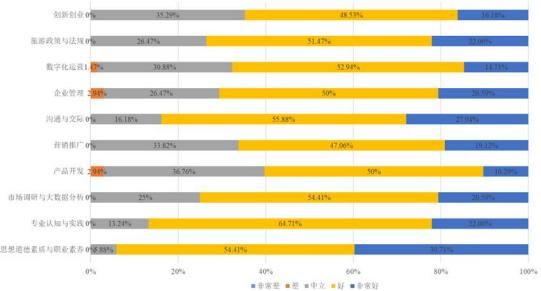 创新创业 0% 35.29% 48.53% 16.18%
旅游政策与法规 0% 26.47% 51.47% 22.06%
数字化运营 1.47% 30.88% 52.94% 14.71%
企业管理 2.94% 26.47% 50% 20.59%
沟通与交际 0% 16.18% 55.88% 27.94%
营销推广 0% 33.82% 47.06% 19.12%
产品开发 2.94% 36.76% 50% 10.29%
市场调研与大数据分析 0% 25% 54.41% 20.59%
专业认知与实践 0% 13.24% 64.71% 22.06%
思想道德素质与职业素养 0% 5.88% 54.41% 39.71%
0% 20% 40% 60% 80% 100%
非常差 差 中立 好 非常好